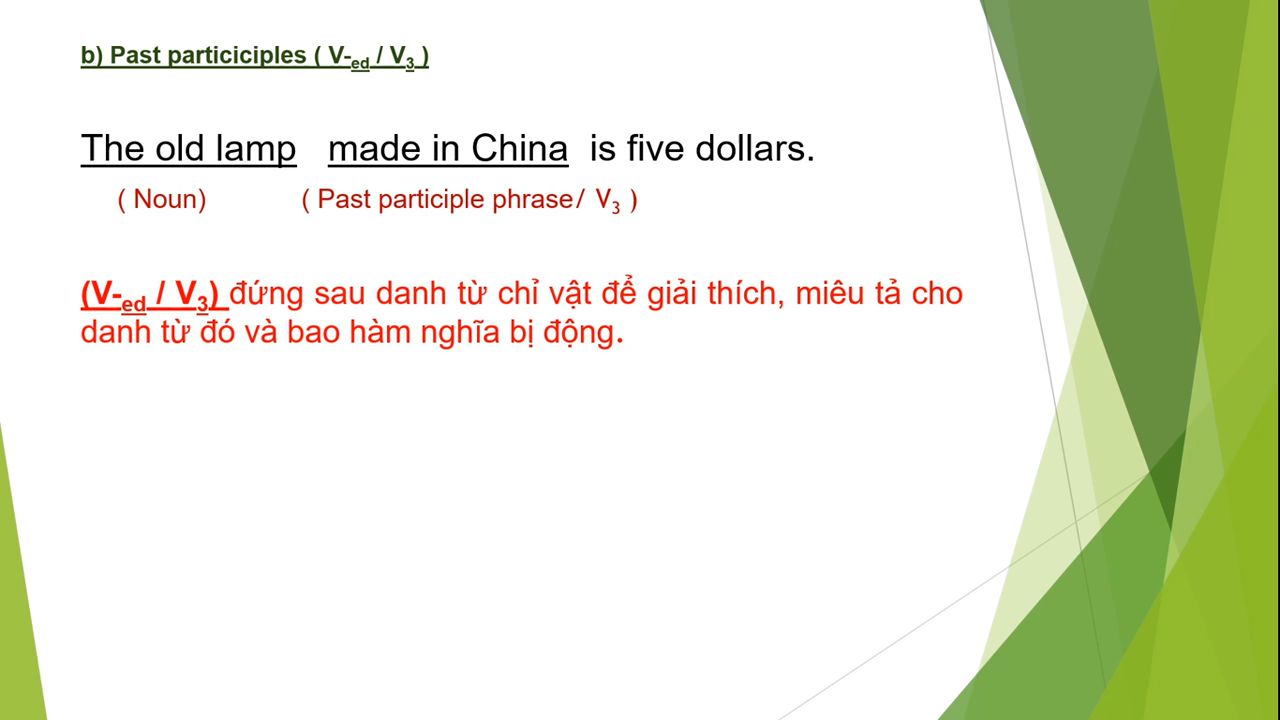 b) Past particiciples ( V-ed / V3 )
The old lamp made in China is five dollars.
( Noun) ( Past participle phrase/ V3 )
(V-ed / V3) đứng sau danh từ chỉ vật để giải thích, miêu tả cho
danh từ đó và bao hàm nghĩa bị động.